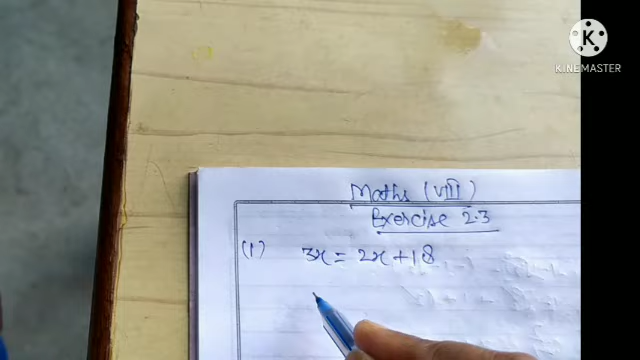 KINEMASTER
Maths (VIII)
Exercise 2.3
(1) 3x = 2x + 18